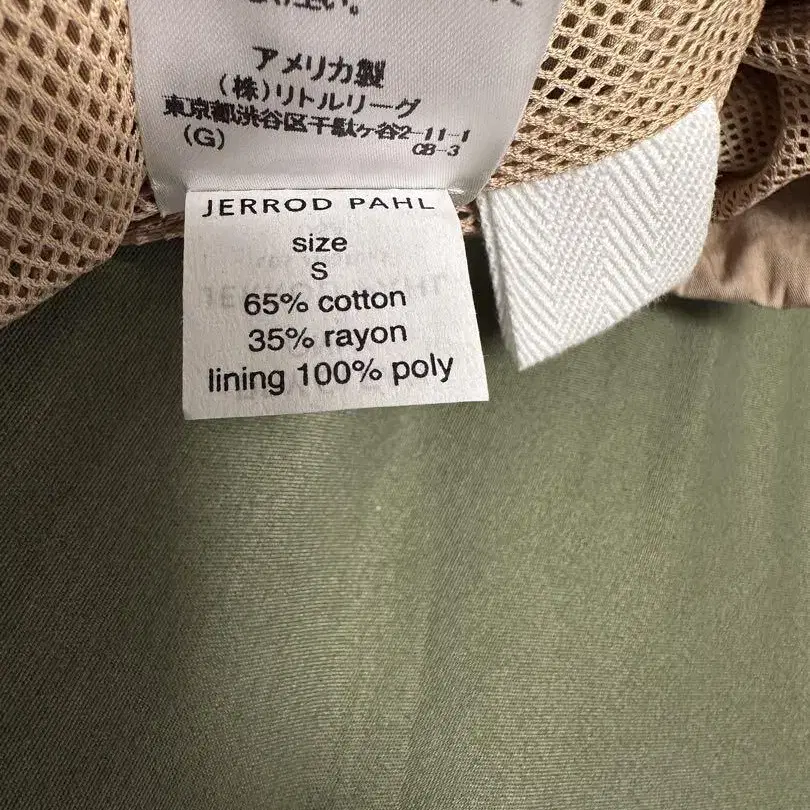 アメリカ製
(株)リトルリーグ
東京都渋谷区千駄ヶ谷2-11-1
(G)
CB-3
JERROD PAHL
size
S
65% cotton
35% rayon
lining 100% poly